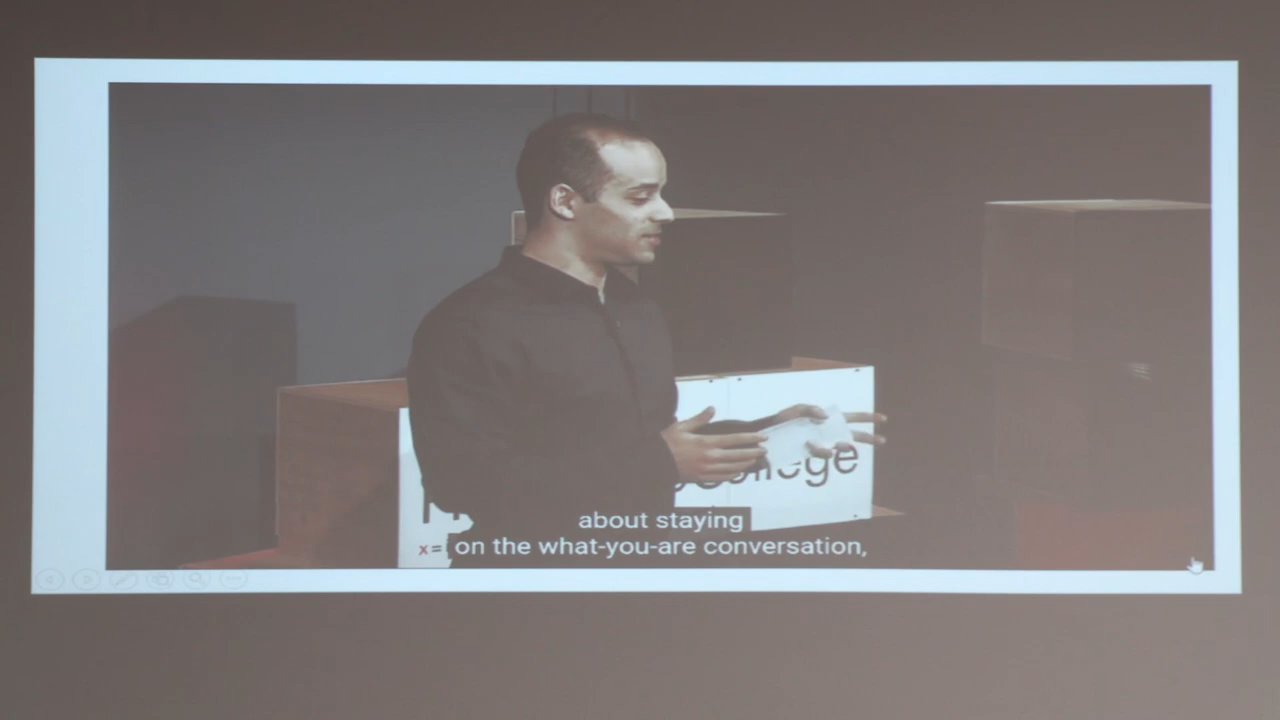 about staying
x=
on the what-you-are conversation,